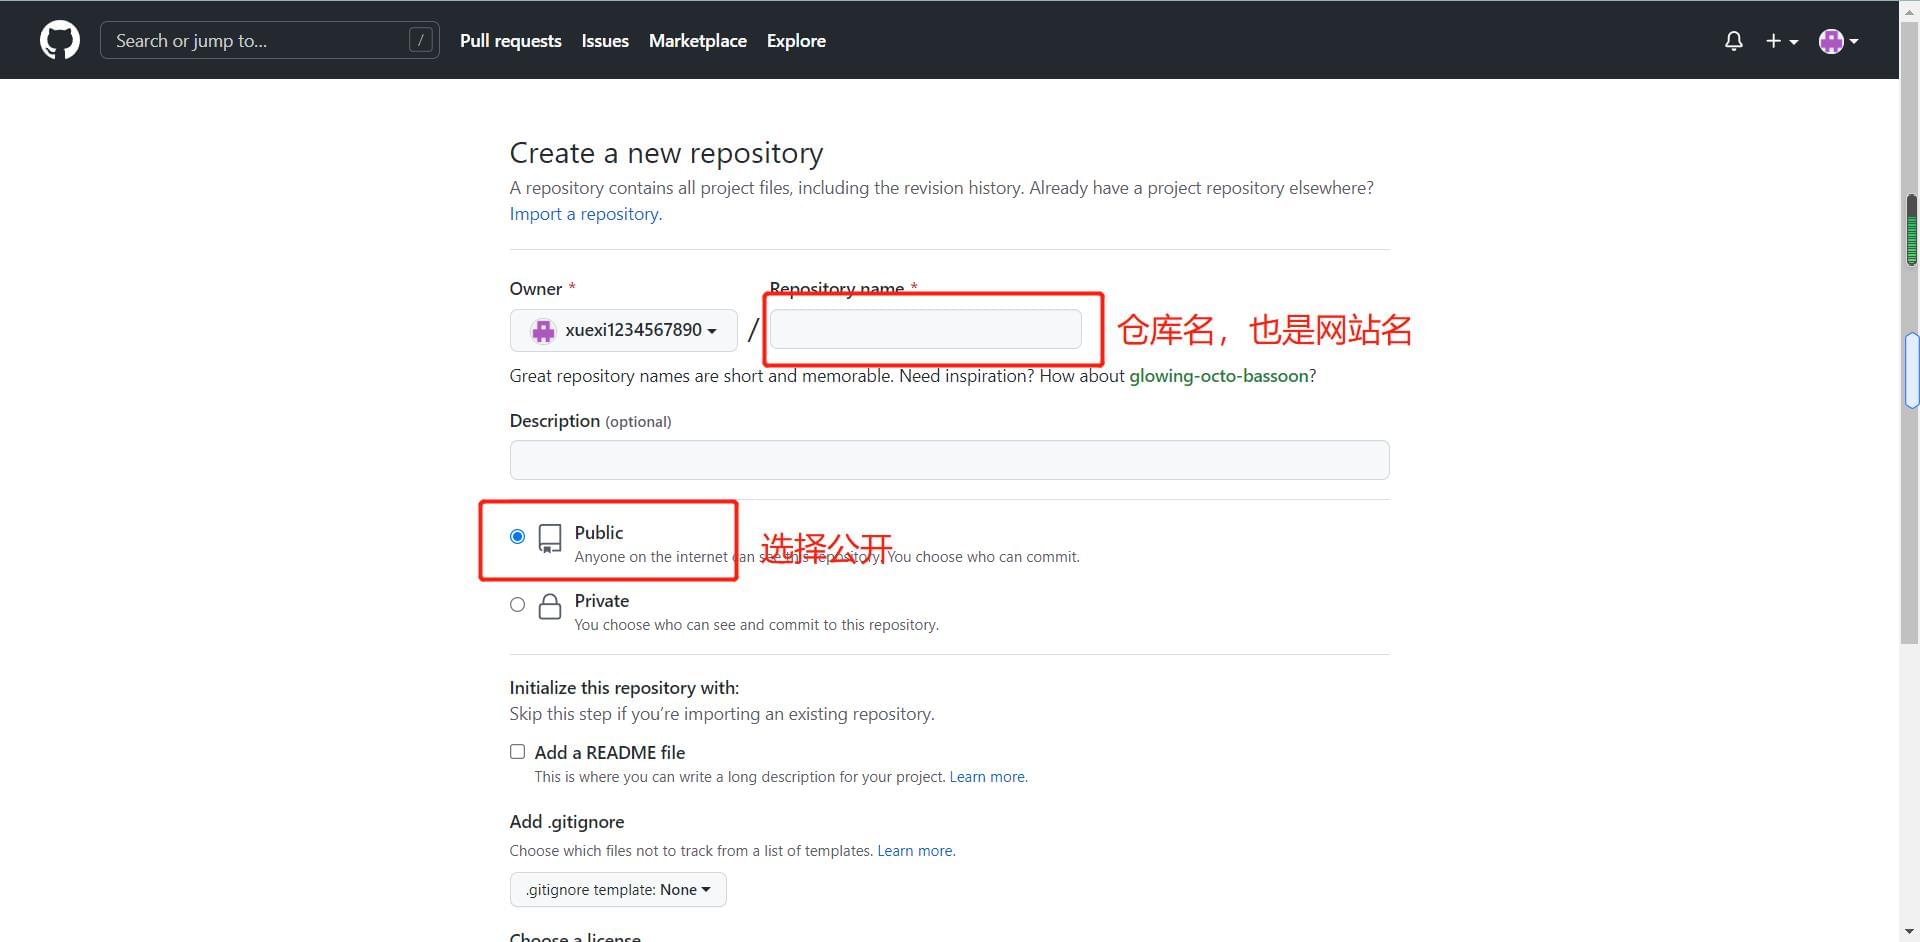 Search or jump to... /
Pull requests Issues Marketplace Explore
Create a new repository
A repository contains all project files, including the revision history. Already have a project repository elsewhere?
Import a repository.
Owner * Repository name *
xuexi1234567890 / 仓库名，也是网站名
Great repository names are short and memorable. Need inspiration? How about glowing-octo-bassoon?
Description (optional)
Public
选择公开
Anyone on the internet can see this repository. You choose who can commit.
Private
You choose who can see and commit to this repository.
Initialize this repository with:
Skip this step if you’re importing an existing repository.
Add a README file
This is where you can write a long description for your project. Learn more.
Add .gitignore
Choose which files not to track from a list of templates. Learn more.
.gitignore template: None
Choose a license